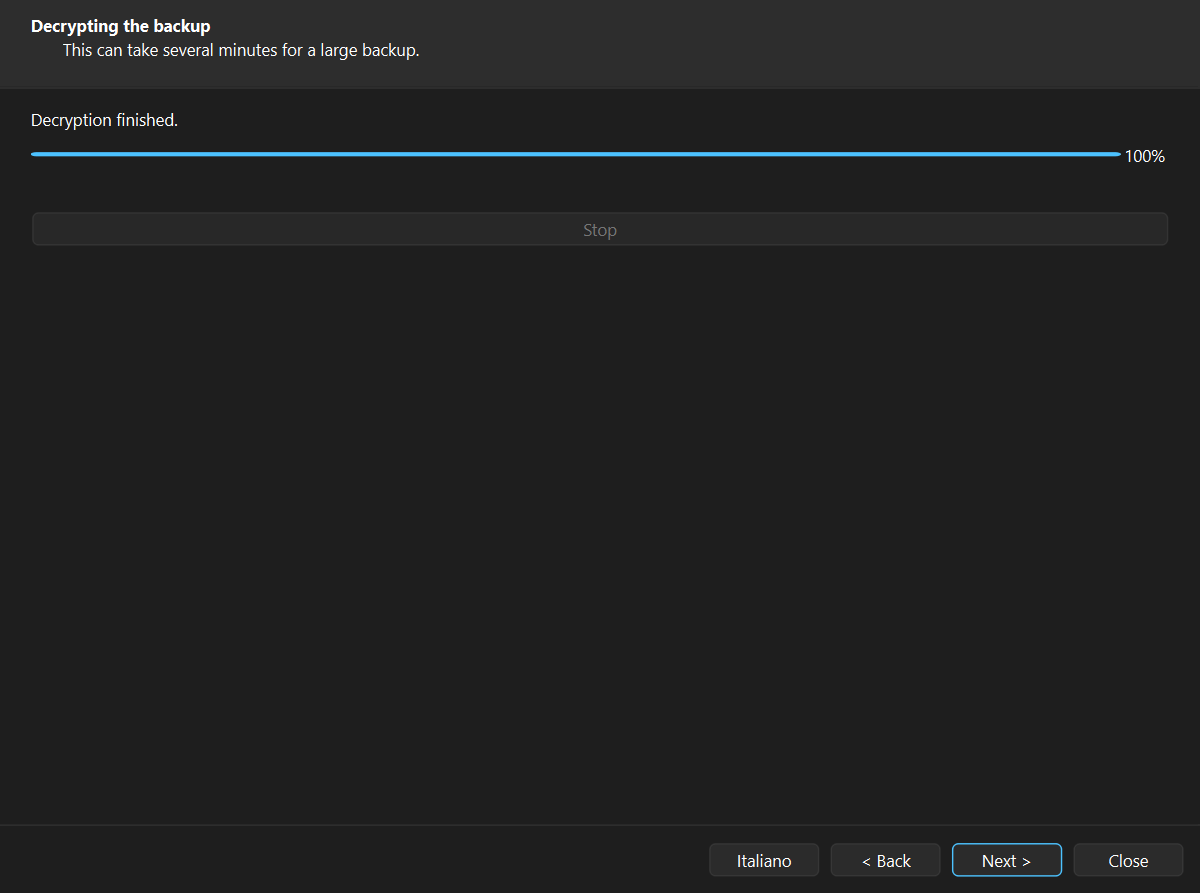 Decrypting the backup
This can take several minutes for a large backup.
Decryption finished.
100%
Stop
Italiano
< Back
Next >
Close